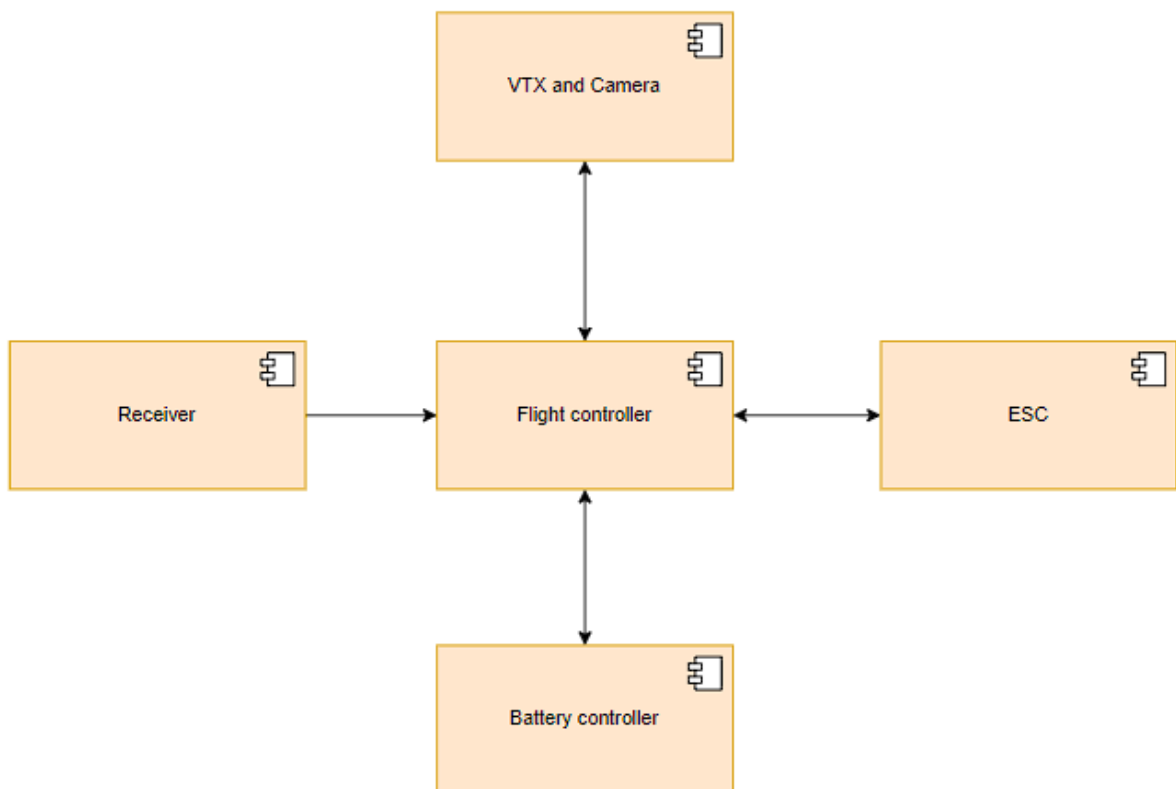 VTX and Camera
Receiver
Flight controller
ESC
Battery controller